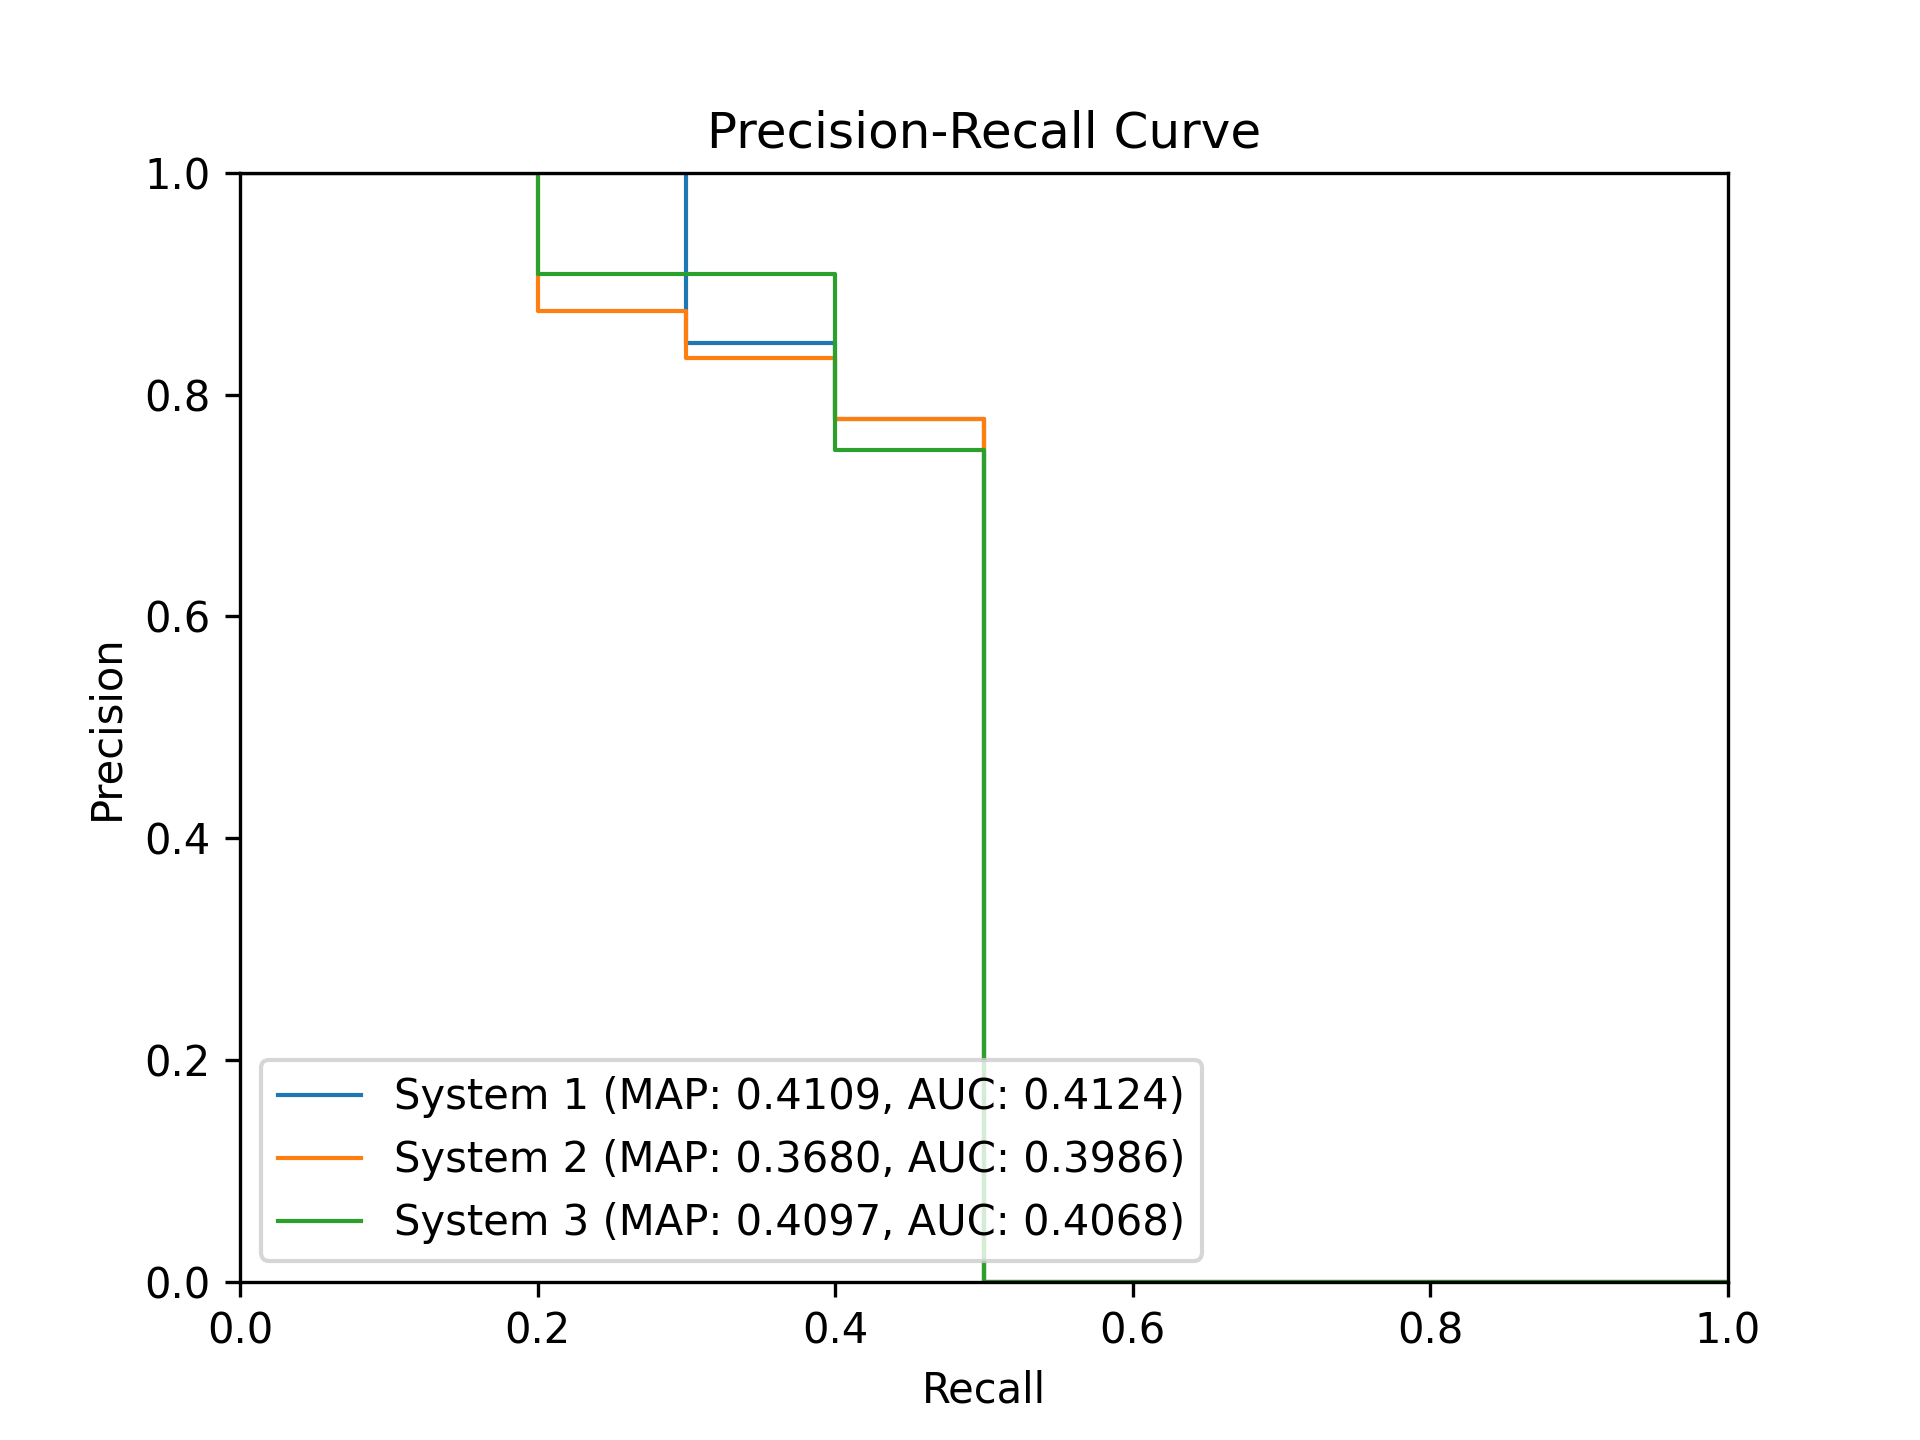 Precision-Recall Curve
1.0
0.8
0.6
0.4
0.2
0.0
Precision
System 1 (MAP: 0.4109, AUC: 0.4124)
System 2 (MAP: 0.3680, AUC: 0.3986)
System 3 (MAP: 0.4097, AUC: 0.4068)
0.0 0.2 0.4 0.6 0.8 1.0
Recall